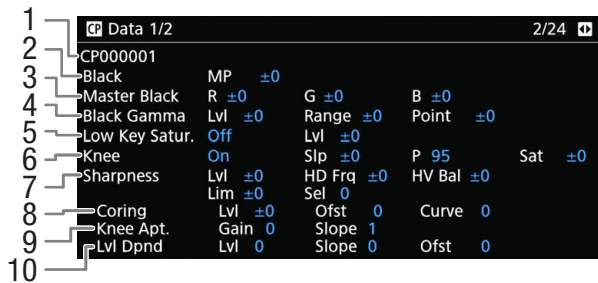 CP Data 1/2 2/24
1 CP000001
2 Black MP ±0
3 Master Black R ±0 G ±0 B ±0
4 Black Gamma Lvl ±0 Range ±0 Point ±0
5 Low Key Satur. Off Lvl ±0
6 Knee On Slp ±0 P 95 Sat ±0
7 Sharpness Lvl ±0 HD Frq ±0 HV Bal ±0
Lim ±0 Sel 0
8 Coring Lvl ±0 Ofst 0 Curve 0
9 Knee Apt. Gain 0 Slope 1
10 Lvl Dpnd Lvl 0 Slope 0 Ofst 0